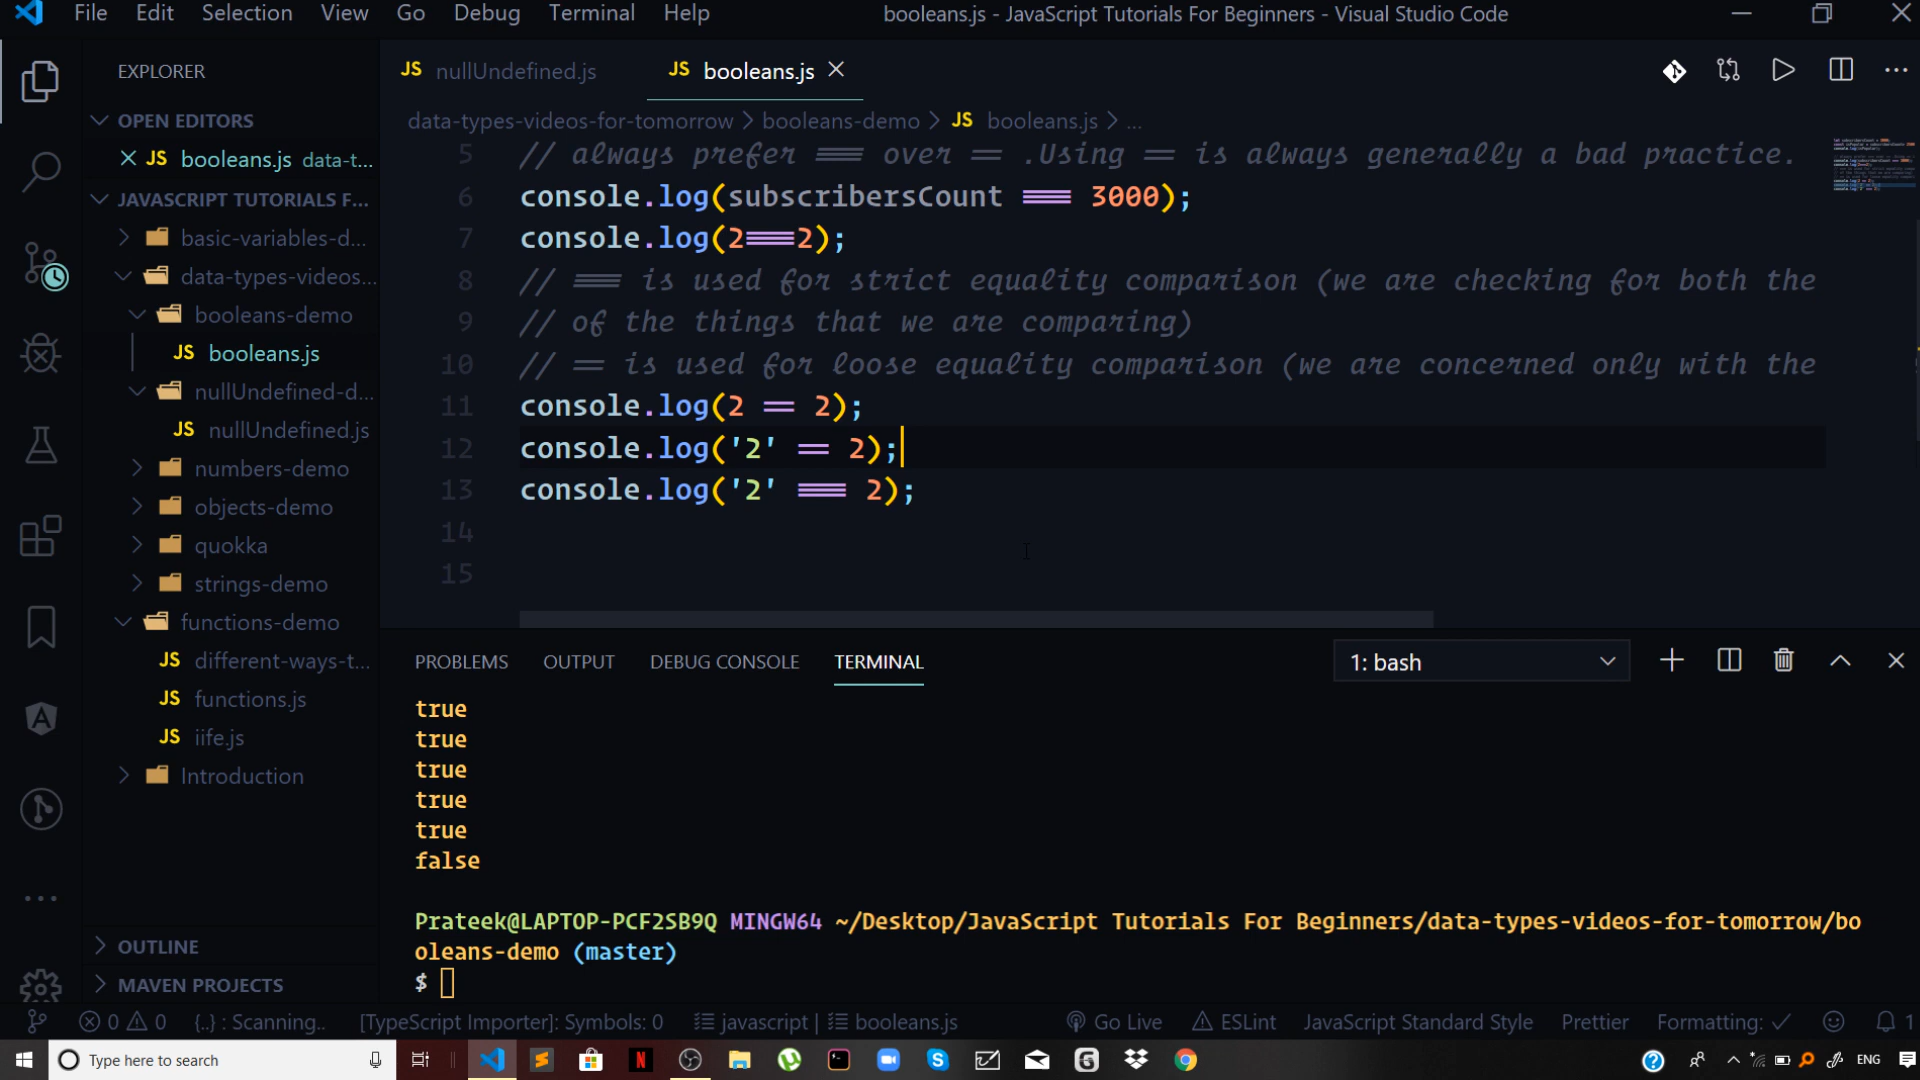 File Edit Selection View Go Debug Terminal Help
booleans.js - JavaScript Tutorials For Beginners - Visual Studio Code
EXPLORER
OPEN EDITORS
JS booleans.js data-t...
JAVASCRIPT TUTORIALS F...
basic-variables-d...
data-types-videos...
booleans-demo
JS booleans.js
nullUndefined-d...
JS nullUndefined.js
numbers-demo
objects-demo
quokka
strings-demo
functions-demo
JS different-ways-t...
JS functions.js
JS iife.js
Introduction
OUTLINE
MAVEN PROJECTS
JS nullUndefined.js
JS booleans.js
data-types-videos-for-tomorrow > booleans-demo > JS booleans.js > ...
5 // always prefer === over == .Using == is always generally a bad practice.
6 console.log(subscribersCount === 3000);
7 console.log(2===2);
8 // === is used for strict equality comparison (we are checking for both the
9 // of the things that we are comparing)
10 // == is used for loose equality comparison (we are concerned only with the
11 console.log(2 == 2);
12 console.log('2' == 2);
13 console.log('2' === 2);
14
15
PROBLEMS OUTPUT DEBUG CONSOLE TERMINAL
1: bash
true
true
true
true
true
false
Prateek@LAPTOP-PCF2SB9Q MINGW64 ~/Desktop/JavaScript Tutorials For Beginners/data-types-videos-for-tomorrow/bo
oleans-demo (master)
$
0 0 {..} : Scanning.. [TypeScript Importer]: Symbols: 0 javascript | booleans.js Go Live ESLint JavaScript Standard Style Prettier Formatting: ✓ 1
Type here to search
ENG